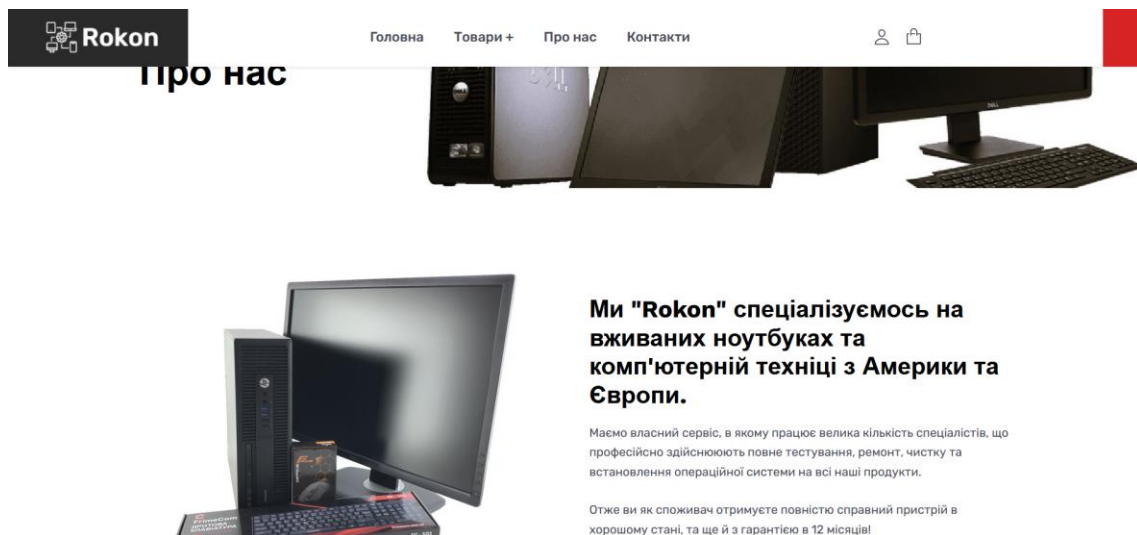 Rokon
Головна Товари + Про нас Контакти
Про нас
DELL
Ми "Rokon" спеціалізуємось на
вживаних ноутбуках та
комп'ютерній техніці з Америки та
Європи.
Маємо власний сервіс, в якому працює велика кількість спеціалістів, що
професійно здійснюють повне тестування, ремонт, чистку та
встановлення операційної системи на всі наші продукти.
Отже ви як споживач отримуєте повністю справний пристрій в
хорошому стані, та ще й з гарантією в 12 місяців!
FrimeCom